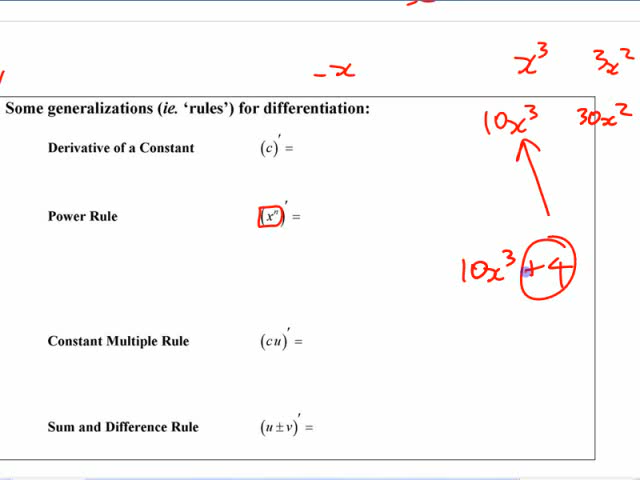 -x
x³ 3x²
Some generalizations (ie. 'rules') for differentiation:
10x³ 30x²
Derivative of a Constant (c)′ =
Power Rule (xⁿ)′ =
10x³ +4
Constant Multiple Rule (cu)′ =
Sum and Difference Rule (u ± v)′ =